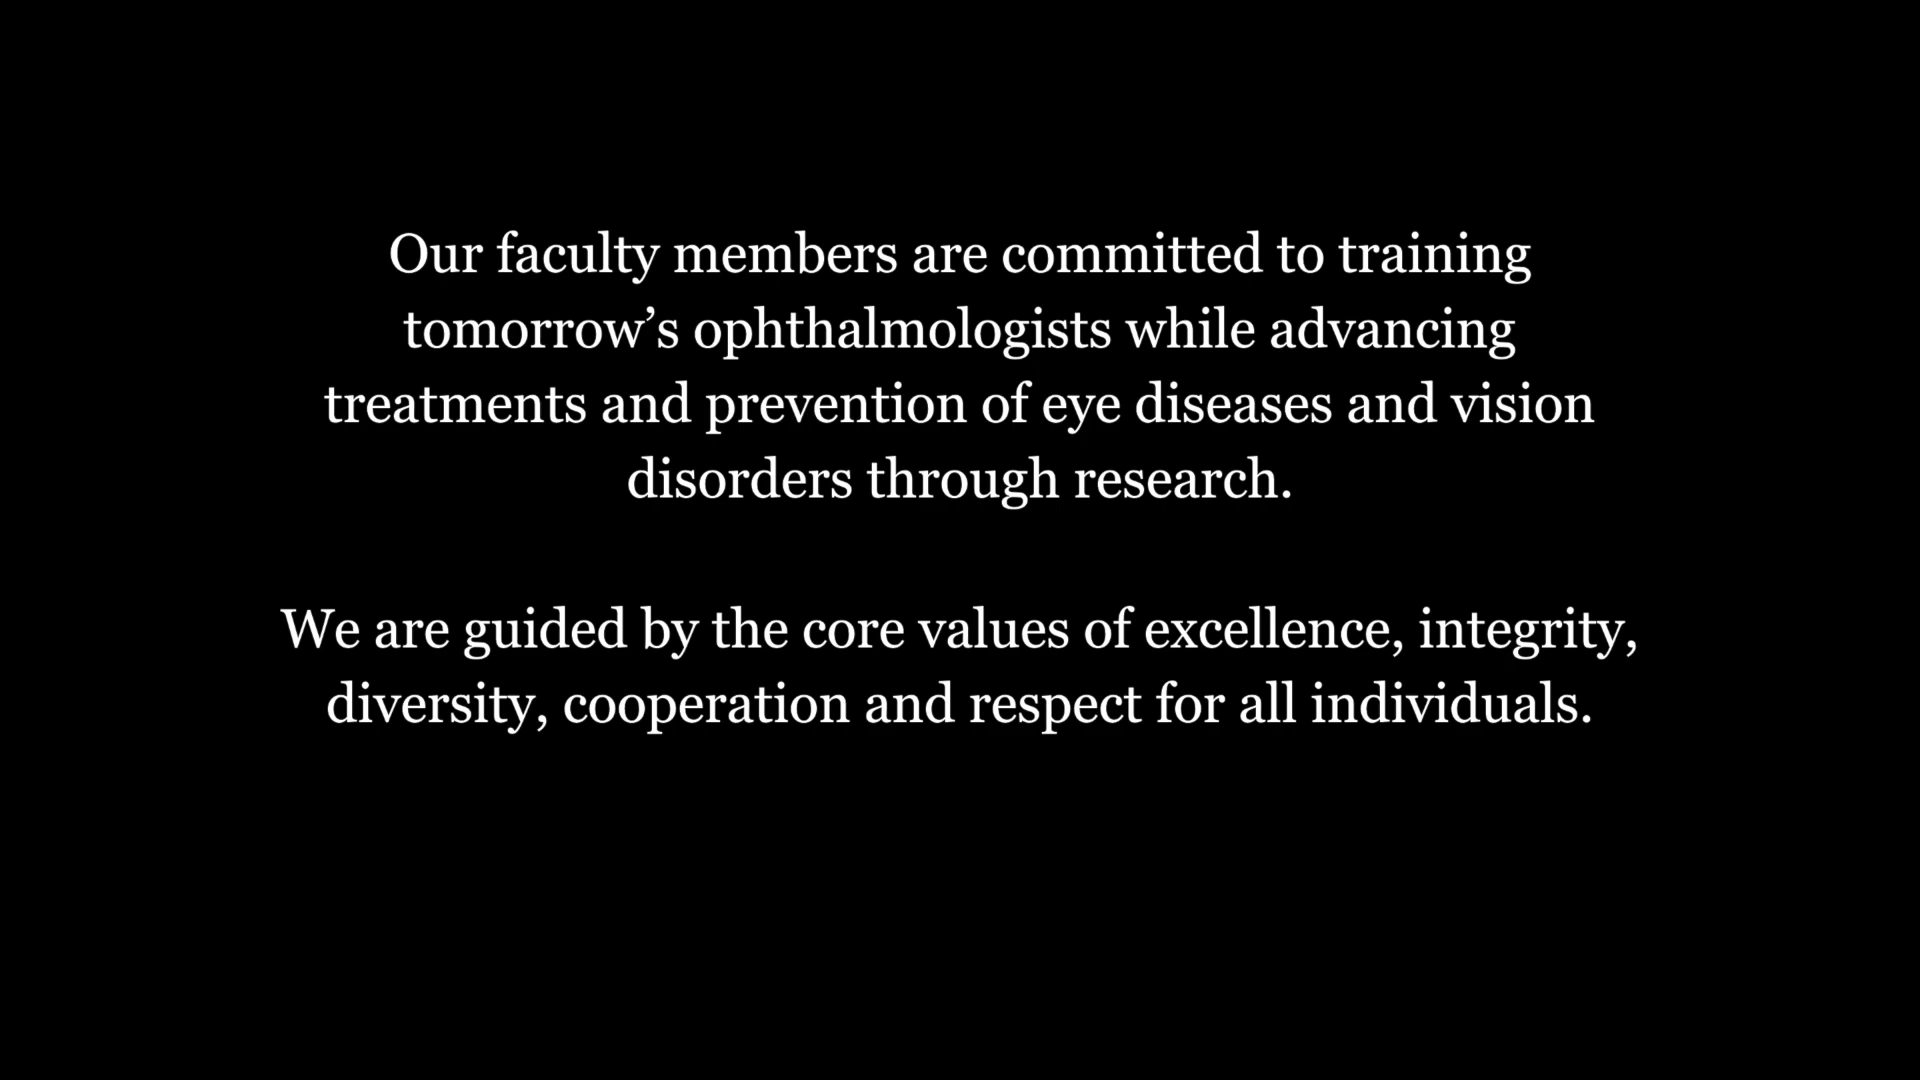 Our faculty members are committed to training
tomorrow’s ophthalmologists while advancing
treatments and prevention of eye diseases and vision
disorders through research.
We are guided by the core values of excellence, integrity,
diversity, cooperation and respect for all individuals.